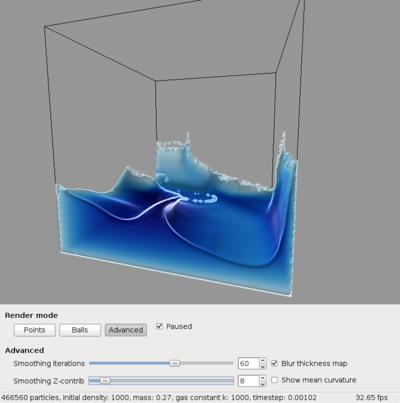 Render mode
Points Balls Advanced Paused
Advanced
Smoothing iterations 60 Blur thickness map
Smoothing Z-contrib 8 Show mean curvature
466560 particles, initial density: 1000, mass: 0.27, gas constant k: 1000, timestep: 0.00102 32.65 fps